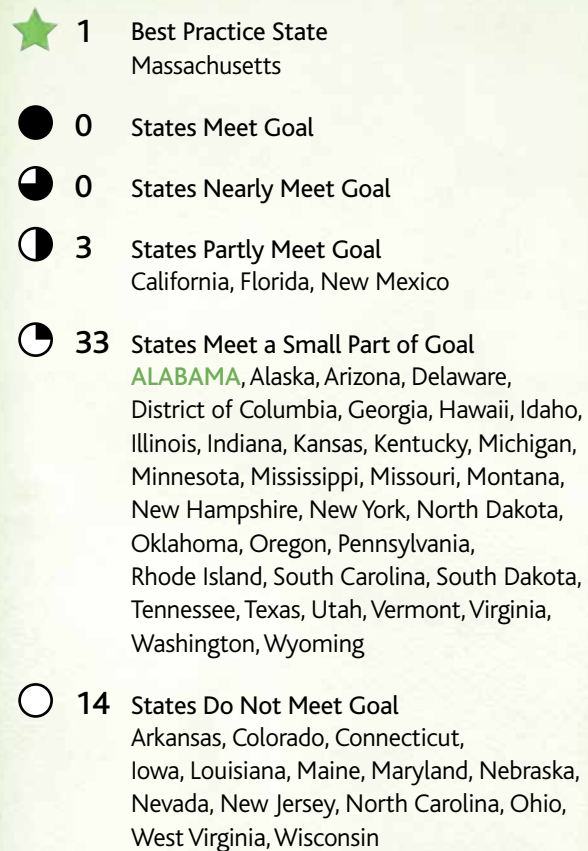 1 Best Practice State
Massachusetts
0 States Meet Goal
0 States Nearly Meet Goal
3 States Partly Meet Goal
California, Florida, New Mexico
33 States Meet a Small Part of Goal
ALABAMA, Alaska, Arizona, Delaware,
District of Columbia, Georgia, Hawaii, Idaho,
Illinois, Indiana, Kansas, Kentucky, Michigan,
Minnesota, Mississippi, Missouri, Montana,
New Hampshire, New York, North Dakota,
Oklahoma, Oregon, Pennsylvania,
Rhode Island, South Carolina, South Dakota,
Tennessee, Texas, Utah, Vermont, Virginia,
Washington, Wyoming
14 States Do Not Meet Goal
Arkansas, Colorado, Connecticut,
Iowa, Louisiana, Maine, Maryland, Nebraska,
Nevada, New Jersey, North Carolina, Ohio,
West Virginia, Wisconsin